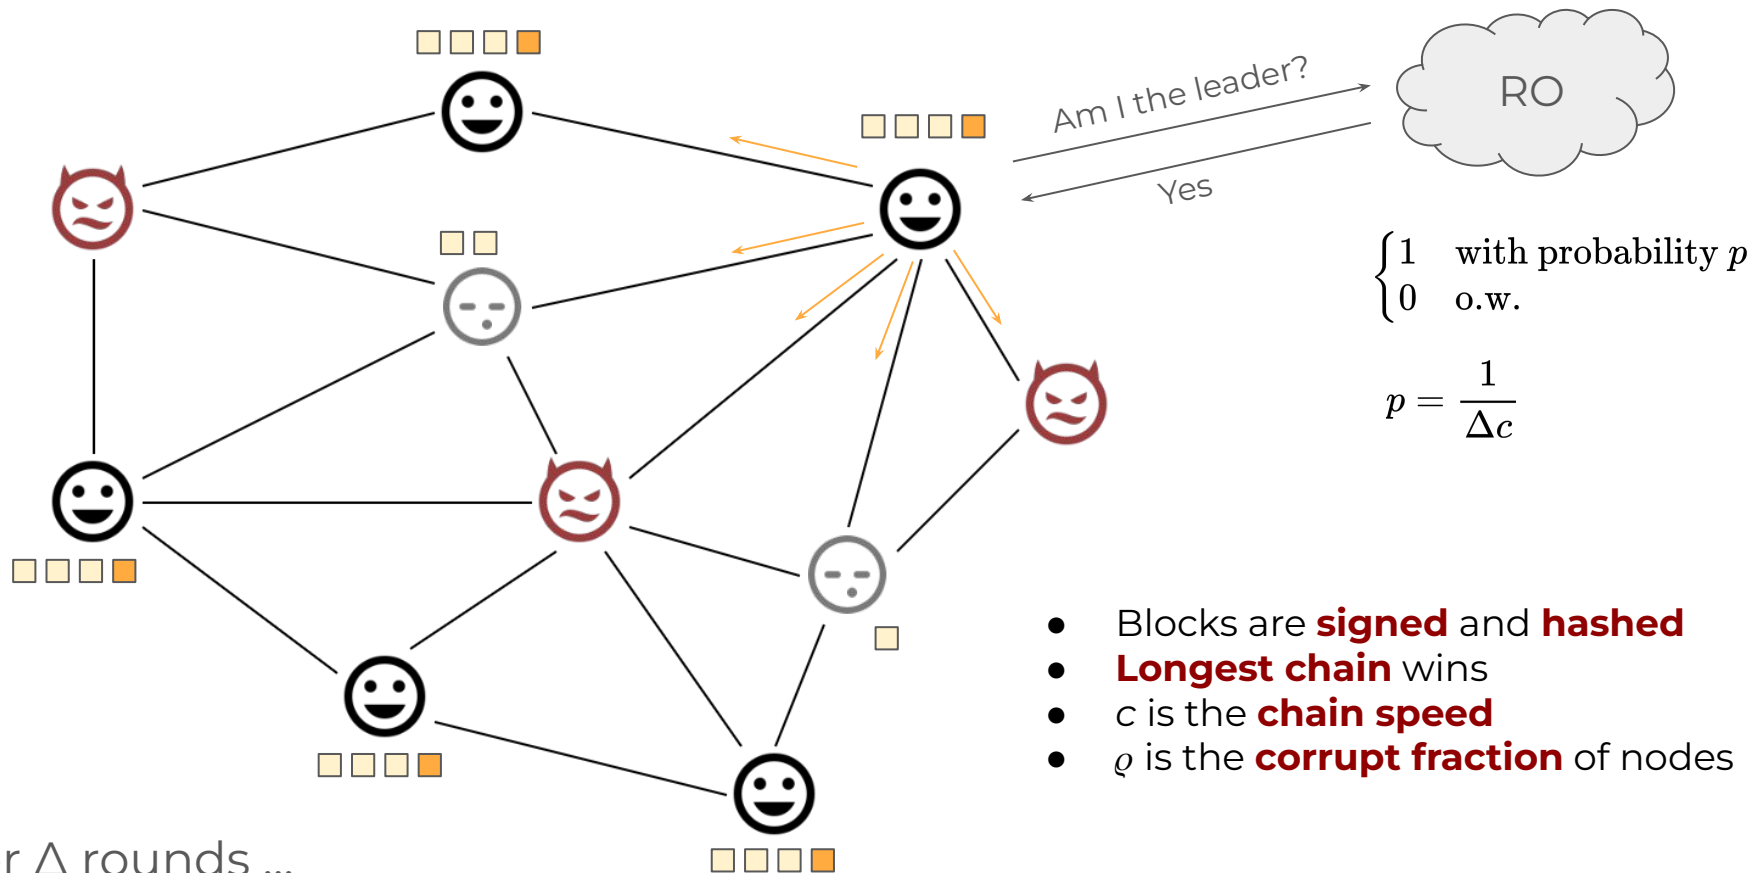 Am I the leader?
RO
Yes
1 with probability p
0 o.w.
p = 1/Δc
● Blocks are signed and hashed
● Longest chain wins
● c is the chain speed
● ϱ is the corrupt fraction of nodes
r Δ rounds ...